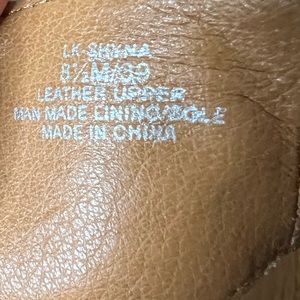 LK-SHYNA
8½M/39
LEATHER UPPER
MAN MADE LINING/SOLE
MADE IN CHINA